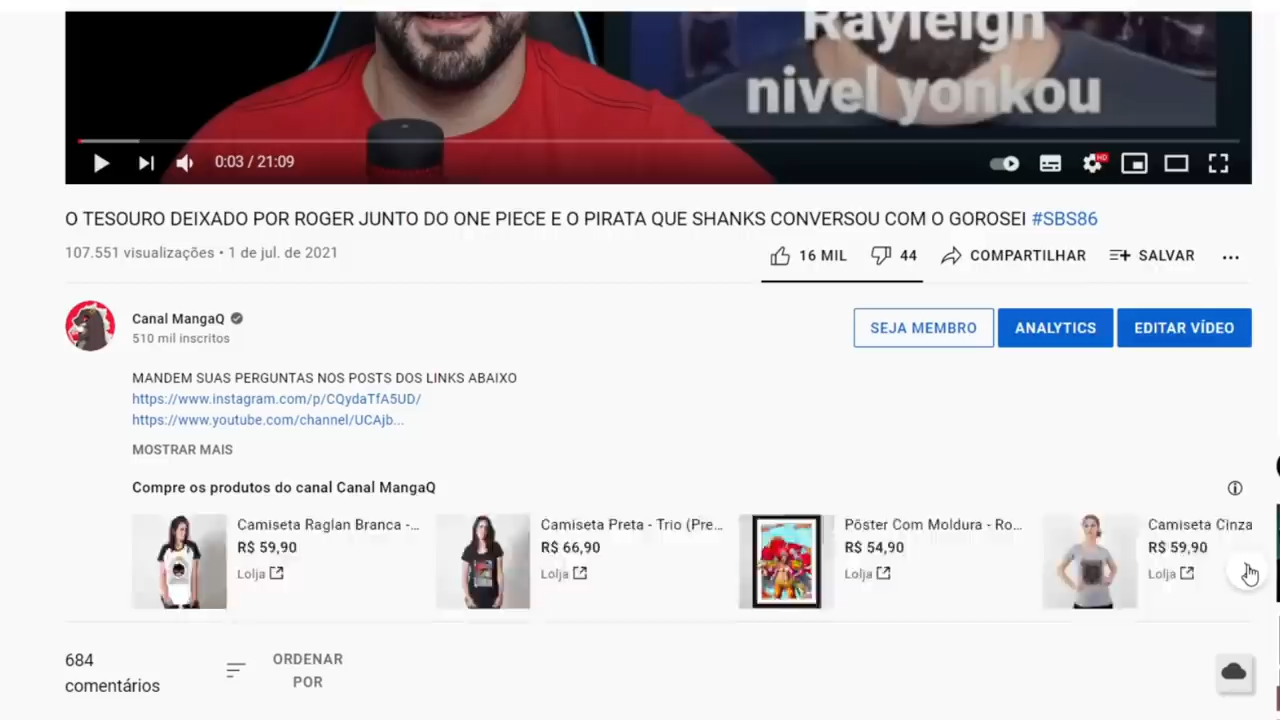 Rayleigh
nivel yonkou
0:03 / 21:09
HD
O TESOURO DEIXADO POR ROGER JUNTO DO ONE PIECE E O PIRATA QUE SHANKS CONVERSOU COM O GOROSEI #SBS86
107.551 visualizações • 1 de jul. de 2021
16 MIL
44
COMPARTILHAR
SALVAR
Canal MangaQ
510 mil inscritos
SEJA MEMBRO
ANALYTICS
EDITAR VÍDEO
MANDEM SUAS PERGUNTAS NOS POSTS DOS LINKS ABAIXO
https://www.instagram.com/p/CQydaTfA5UD/
https://www.youtube.com/channel/UCAjb...
MOSTRAR MAIS
Compre os produtos do canal Canal MangaQ
Camiseta Raglan Branca -...
R$ 59,90
Lolja
Camiseta Preta - Trio (Pre...
R$ 66,90
Lolja
Pôster Com Moldura - Ro...
R$ 54,90
Lolja
Camiseta Cinza
R$ 59,90
Lolja
684
comentários
ORDENAR
POR